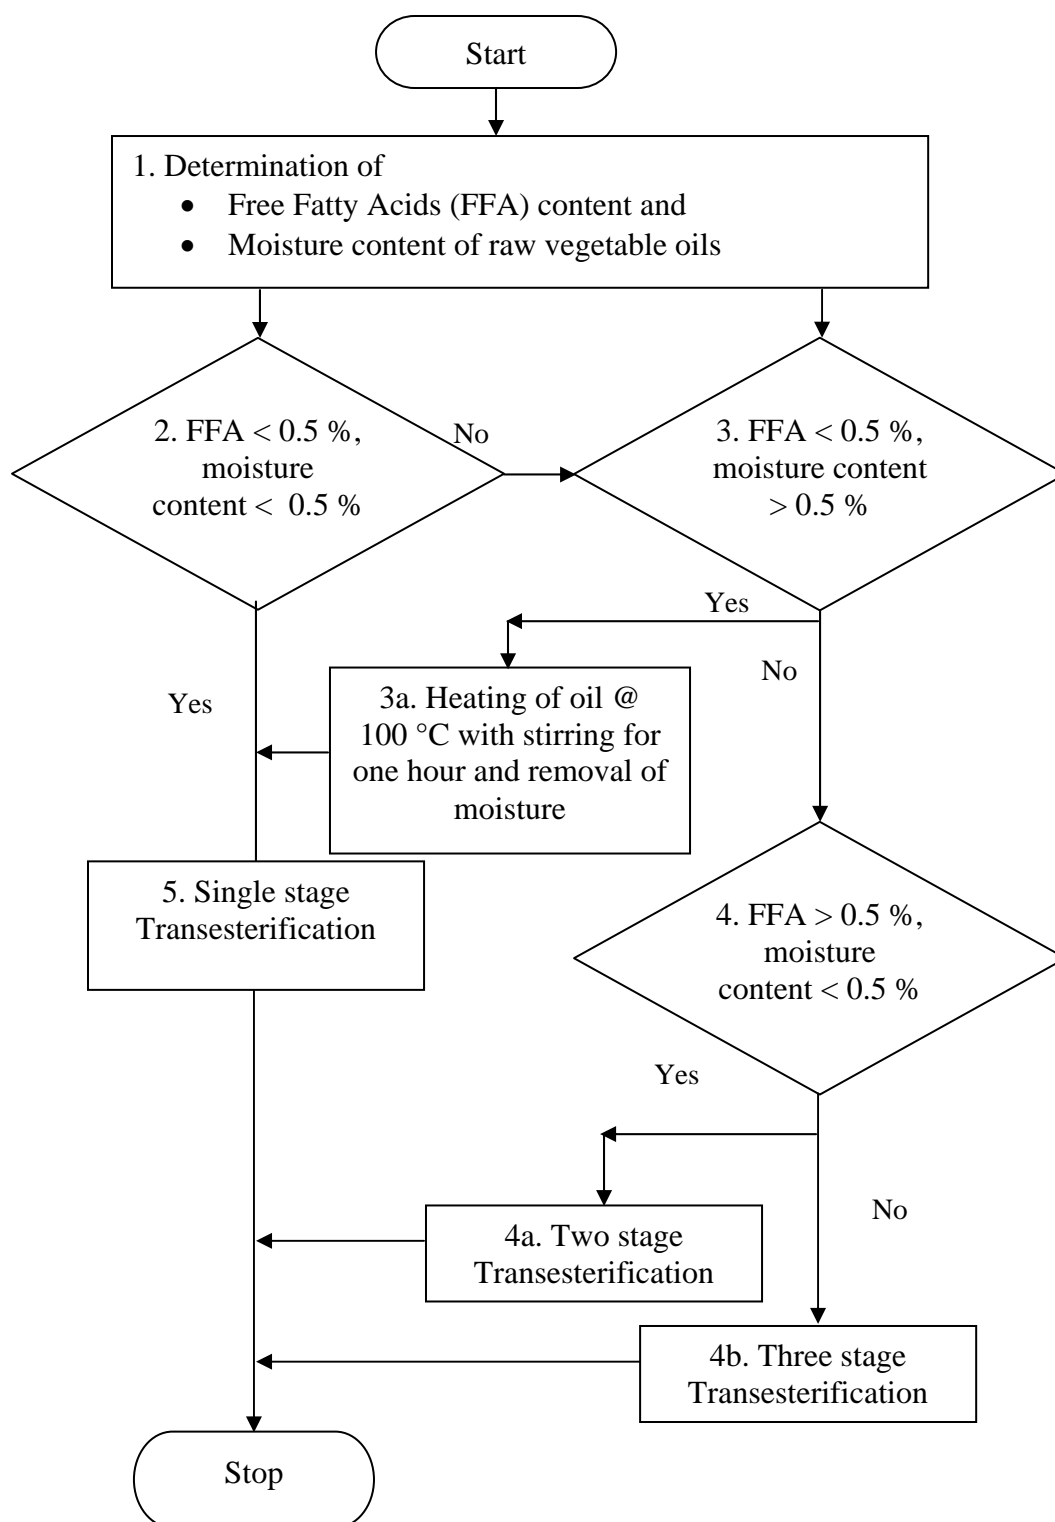 Start
1. Determination of
• Free Fatty Acids (FFA) content and
• Moisture content of raw vegetable oils
2. FFA < 0.5 %,
moisture
content <  0.5 %
No
3. FFA < 0.5 %,
moisture content
> 0.5 %
Yes
No
Yes
3a. Heating of oil @
100 °C with stirring for
one hour and removal of
moisture
5. Single stage
Transesterification
4. FFA > 0.5 %,
moisture
content < 0.5 %
Yes
No
4a. Two stage
Transesterification
4b. Three stage
Transesterification
Stop